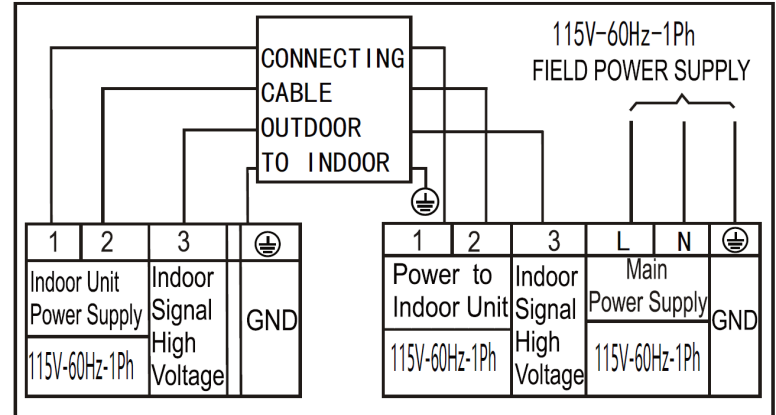 115V-60Hz-1Ph
FIELD POWER SUPPLY
CONNECTING
CABLE
OUTDOOR
TO INDOOR
1 2 3
Indoor Unit
Power Supply
115V-60Hz-1Ph
Indoor
Signal
High
Voltage
GND
1 2 3 L N
Power to
Indoor Unit
115V-60Hz-1Ph
Indoor
Signal
High
Voltage
Main
Power Supply
115V-60Hz-1Ph
GND